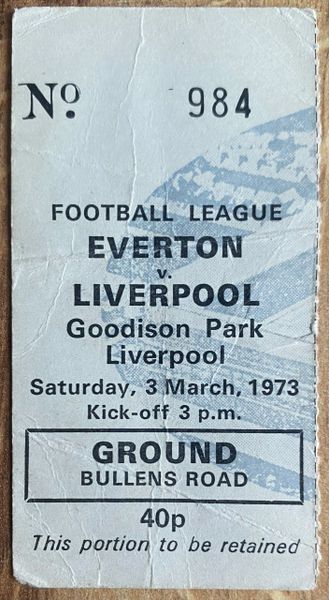 Nº 984
FOOTBALL LEAGUE
EVERTON
v.
LIVERPOOL
Goodison Park
Liverpool
Saturday, 3 March, 1973
Kick-off 3 p.m.
GROUND
BULLENS ROAD
40p
This portion to be retained